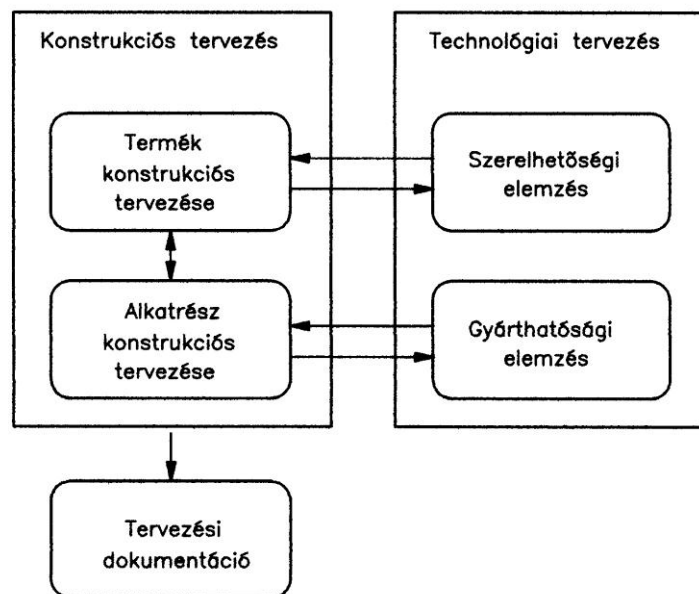 Konstrukciós tervezés
Technológiai tervezés
Termék
konstrukciós
tervezése
Szerelhetőségi
elemzés
Alkatrész
konstrukciós
tervezése
Gyárthatósági
elemzés
Tervezési
dokumentáció